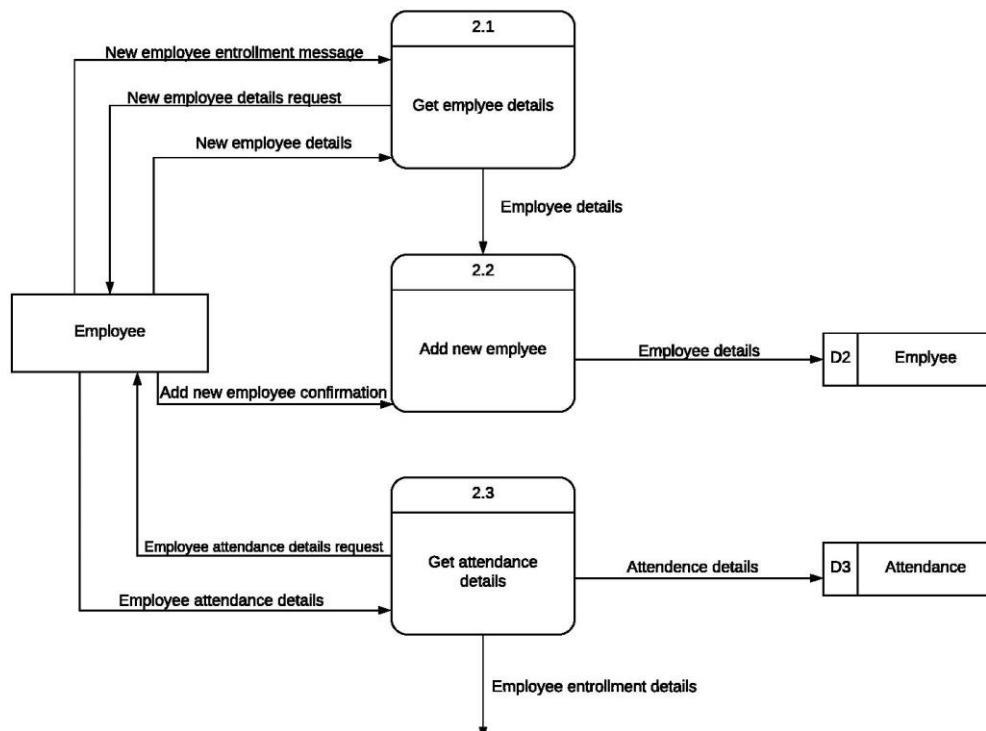 2.1
New employee entrollment message
New employee details request
Get emplyee details
New employee details
Employee details
2.2
Employee
Add new emplyee
Employee details
D2
Emplyee
Add new employee confirmation
2.3
Employee attendance details request
Get attendance
details
Attendence details
D3
Attendance
Employee attendance details
Employee entrollment details